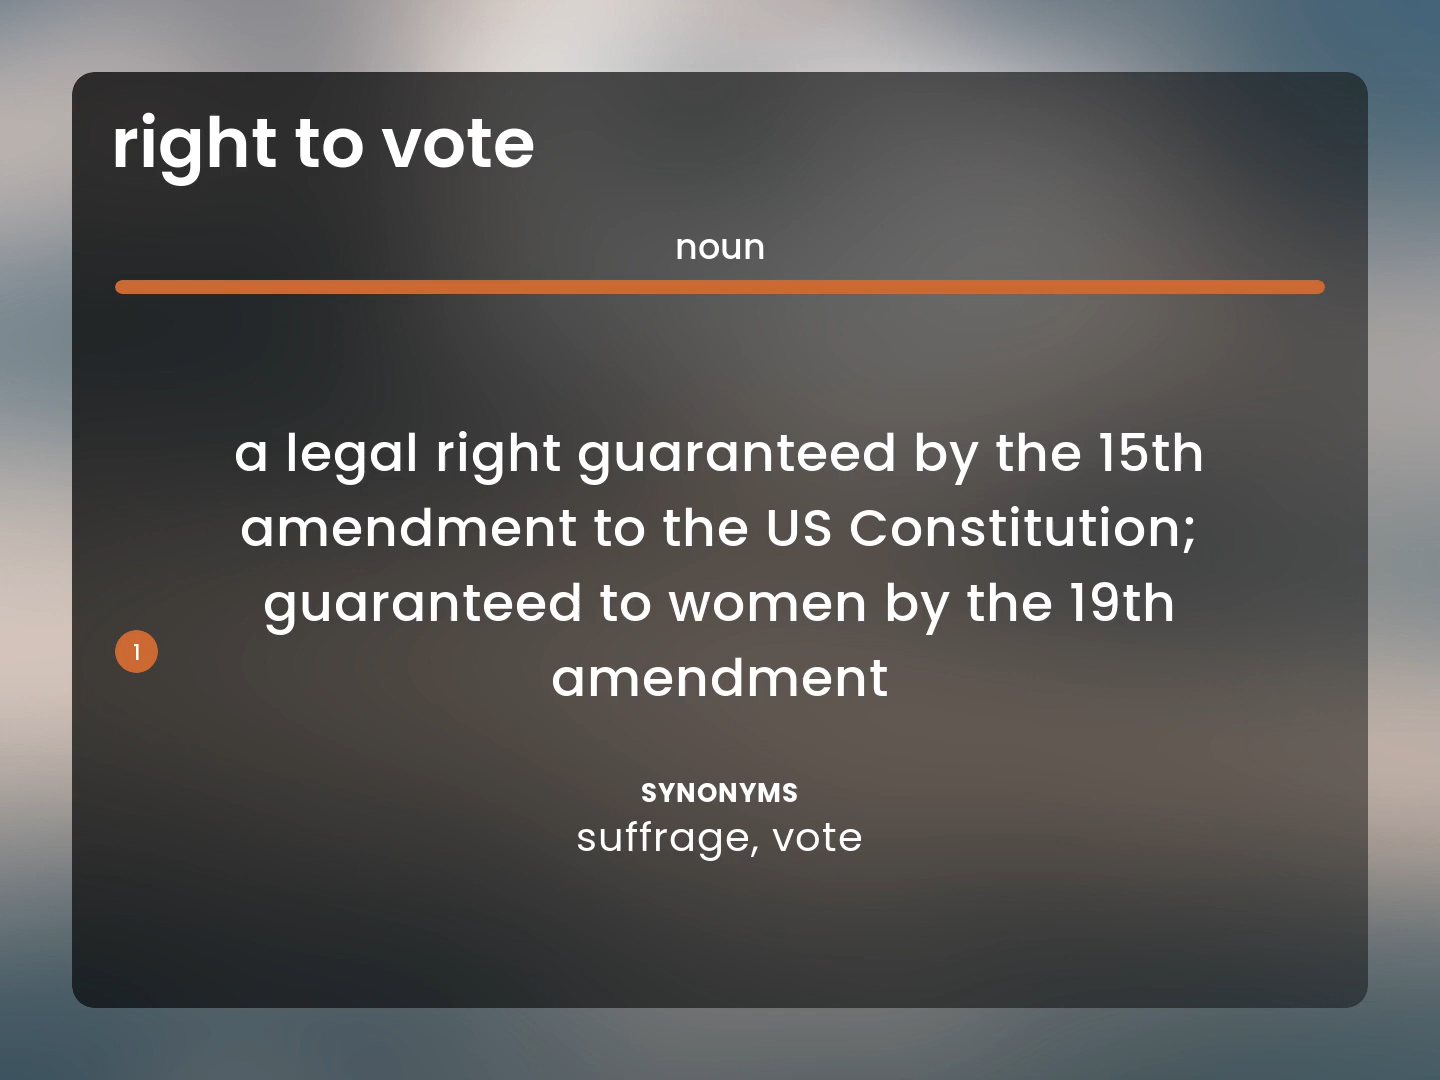 right to vote
noun
a legal right guaranteed by the 15th
amendment to the US Constitution;
guaranteed to women by the 19th
1
amendment
SYNONYMS
suffrage, vote